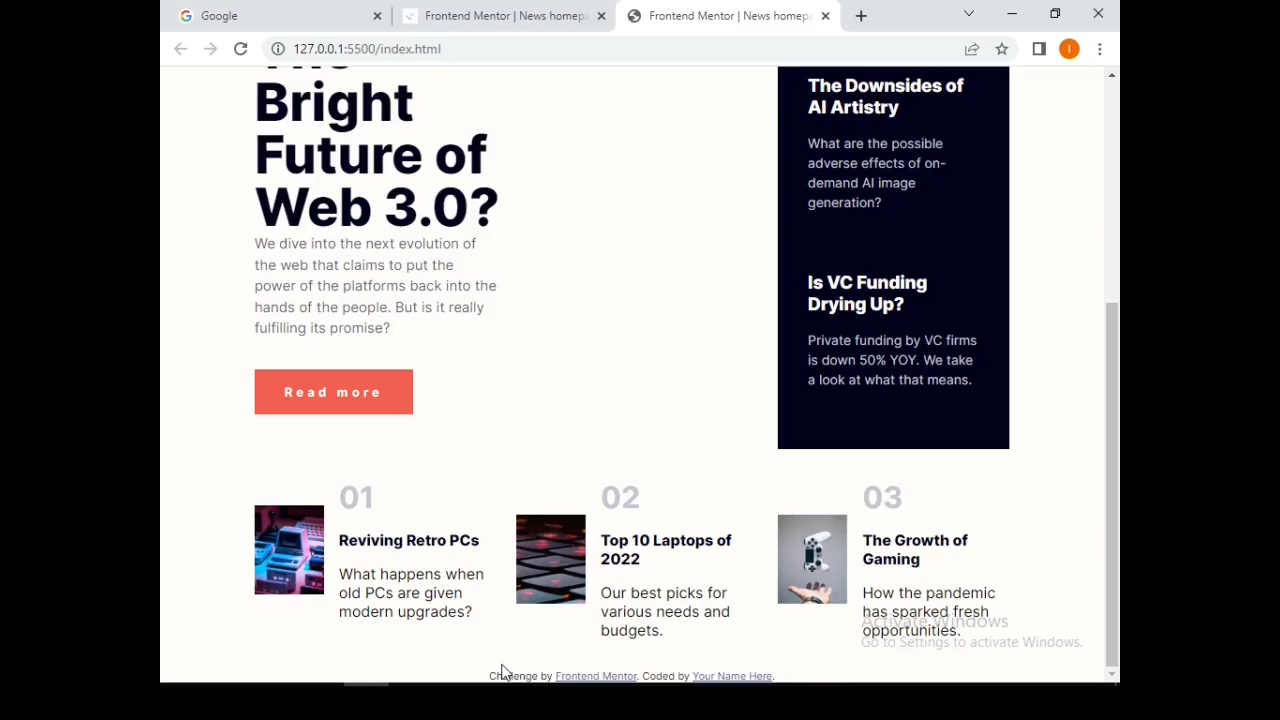 Google
Frontend Mentor | News homepa
Frontend Mentor | News homepa
127.0.0.1:5500/index.html
I
The
Bright
Future of
Web 3.0?
We dive into the next evolution of
the web that claims to put the
power of the platforms back into the
hands of the people. But is it really
fulfilling its promise?
Read more
The Downsides of
AI Artistry
What are the possible
adverse effects of on-
demand AI image
generation?
Is VC Funding
Drying Up?
Private funding by VC firms
is down 50% YOY. We take
a look at what that means.
01
Reviving Retro PCs
What happens when
old PCs are given
modern upgrades?
02
Top 10 Laptops of
2022
Our best picks for
various needs and
budgets.
03
The Growth of
Gaming
How the pandemic
has sparked fresh
opportunities.
Activate Windows
Go to Settings to activate Windows.
Challenge by Frontend Mentor. Coded by Your Name Here.